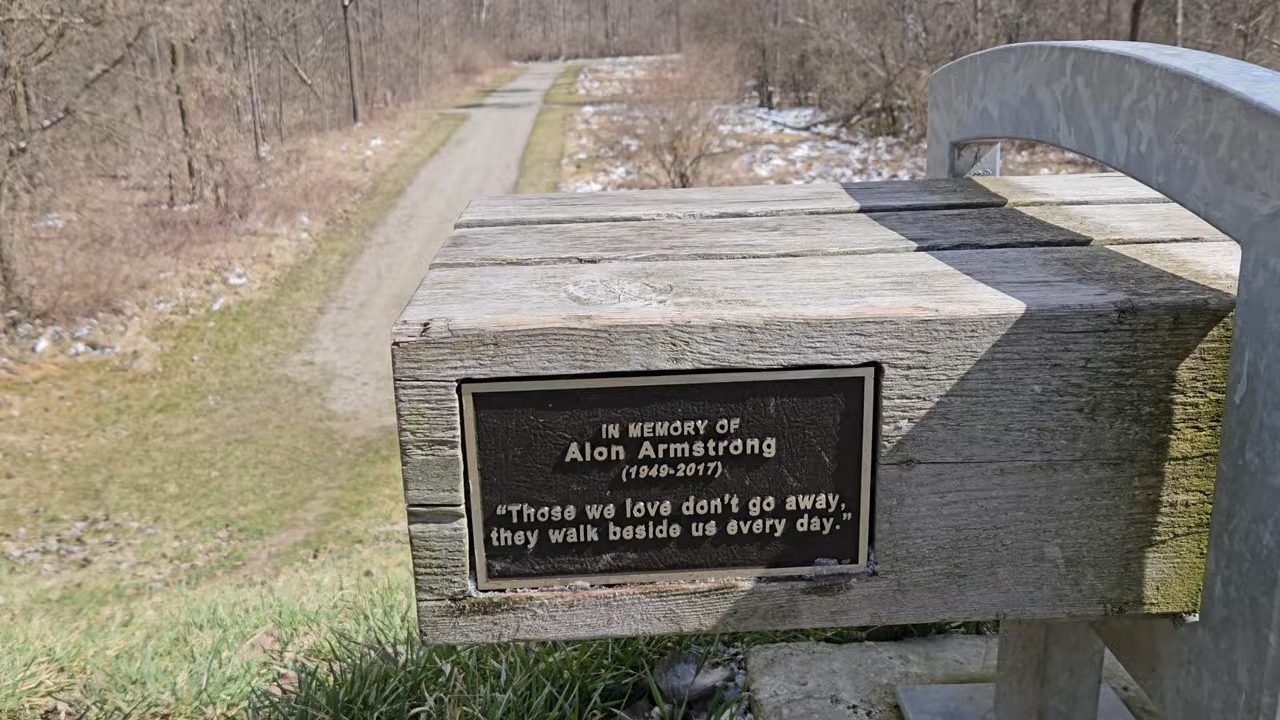 IN MEMORY OF
Alon Armstrong
(1949-2017)
“Those we love don't go away,
they walk beside us every day.”